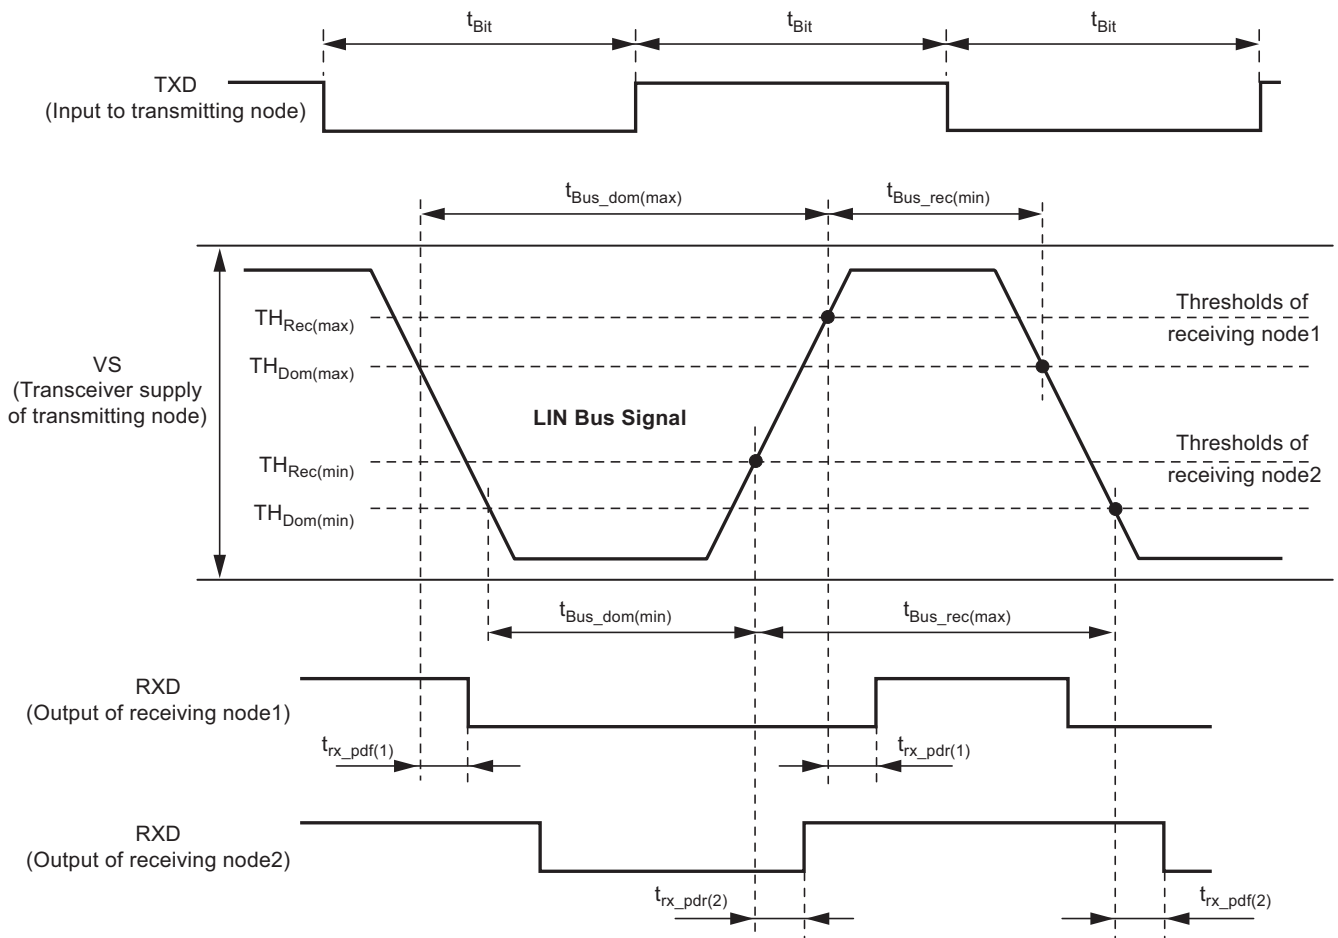 tBit tBit tBit
TXD
(Input to transmitting node)
tBus_dom(max) tBus_rec(min)
THRec(max)
Thresholds of
receiving node1
THDom(max)
VS
(Transceiver supply
of transmitting node)
LIN Bus Signal
THRec(min)
Thresholds of
receiving node2
THDom(min)
tBus_dom(min) tBus_rec(max)
RXD
(Output of receiving node1)
trx_pdf(1) trx_pdr(1)
RXD
(Output of receiving node2)
trx_pdr(2) trx_pdf(2)